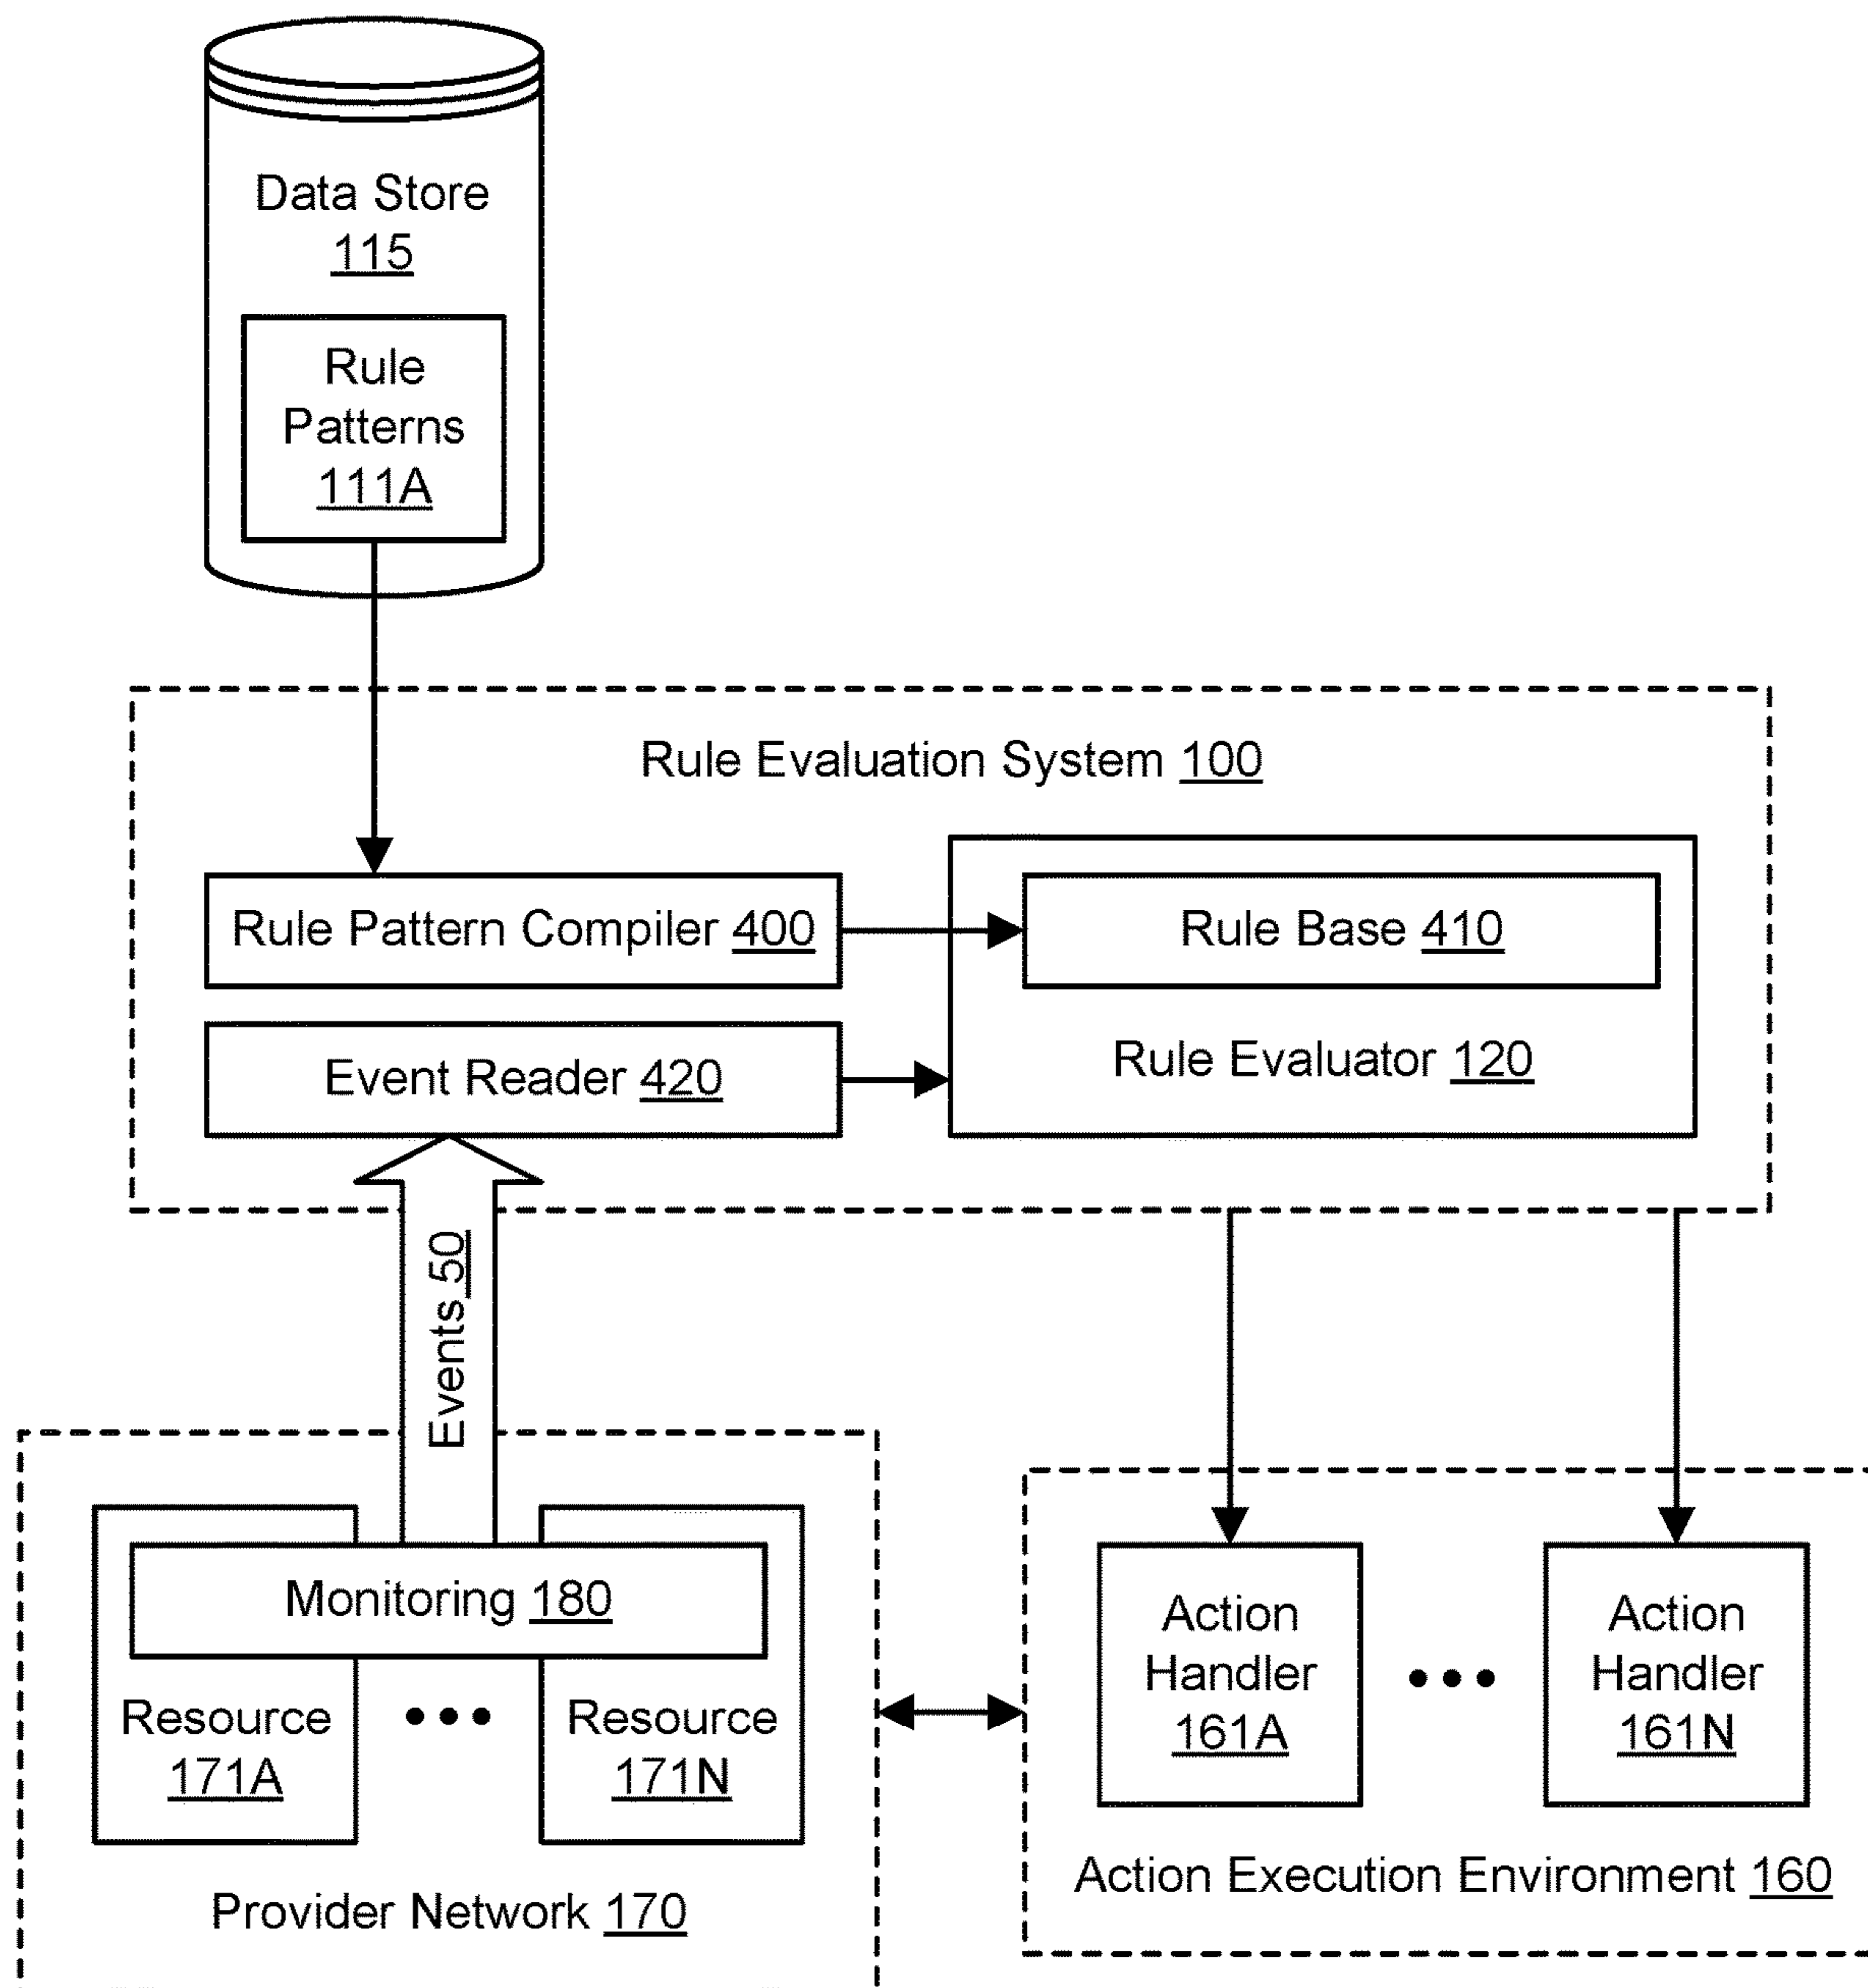 Data Store
115
Rule
Patterns
111A
Rule Evaluation System 100
Rule Pattern Compiler 400
Rule Base 410
Event Reader 420
Rule Evaluator 120
Events 50
Monitoring 180
Resource
171A
Resource
171N
Provider Network 170
Action
Handler
161A
Action
Handler
161N
Action Execution Environment 160